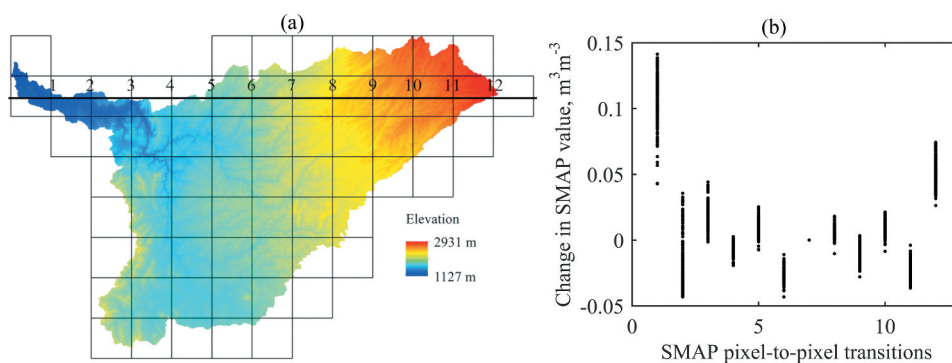 (a)
1 2 3 4 5 6 7 8 9 10 11 12
Elevation
2931 m
1127 m
(b)
Change in SMAP value, m³m⁻³
0.15
0.1
0.05
0
-0.05
0 5 10
SMAP pixel-to-pixel transitions